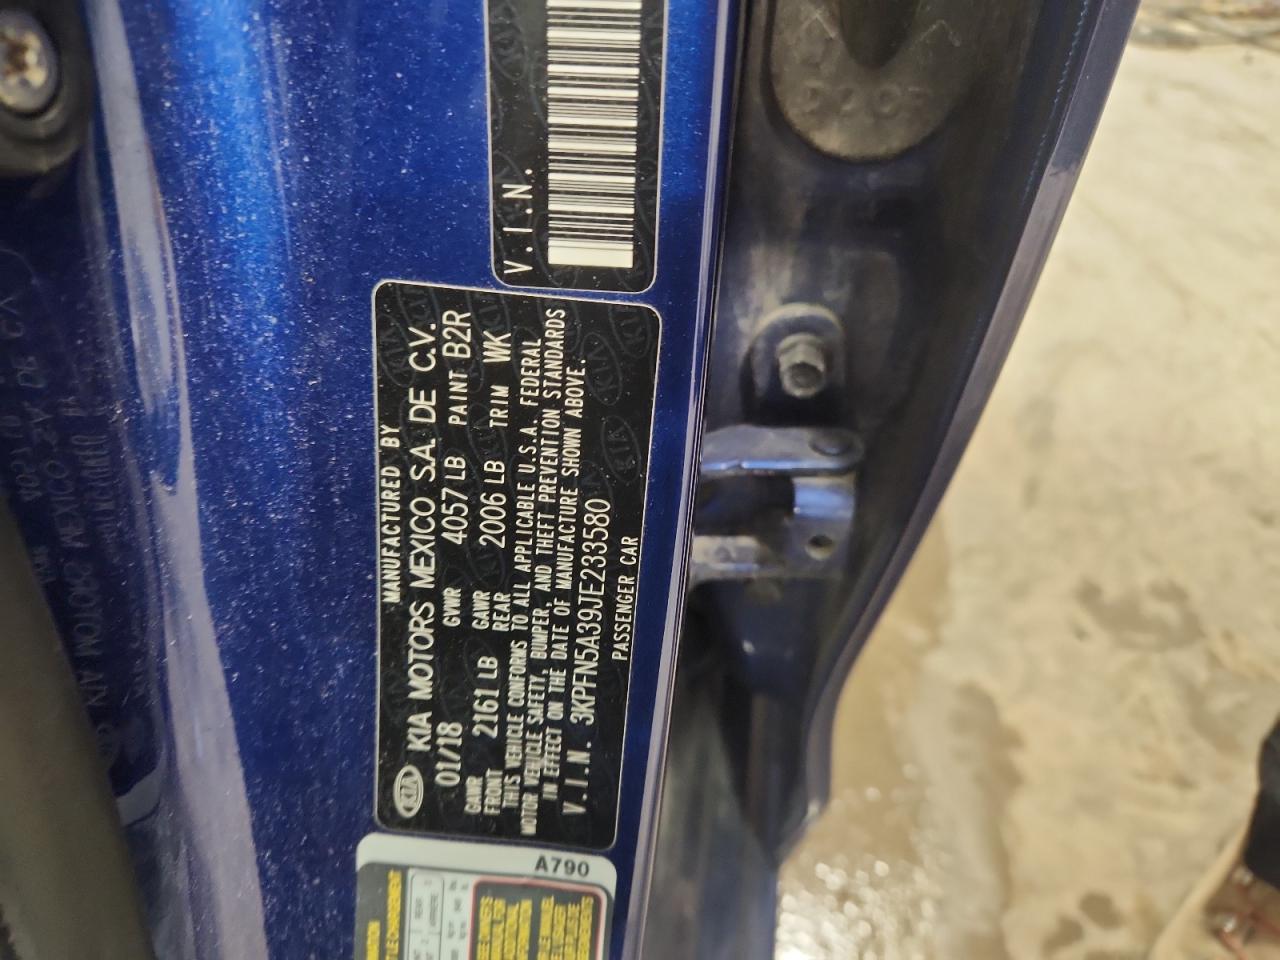 V.I.N.
MANUFACTURED BY
KIA KIA MOTORS MEXICO S.A. DE C.V.
01/18 GVWR 4057 LB PAINT B2R
GAWR FRONT 2161 LB GAWR REAR 2006 LB TRIM WK
THIS VEHICLE CONFORMS TO ALL APPLICABLE U.S.A. FEDERAL
MOTOR VEHICLE SAFETY, BUMPER, AND THEFT PREVENTION STANDARDS
IN EFFECT ON THE DATE OF MANUFACTURE SHOWN ABOVE.
V.I.N. 3KPFN5A39JE233580
PASSENGER CAR
A790